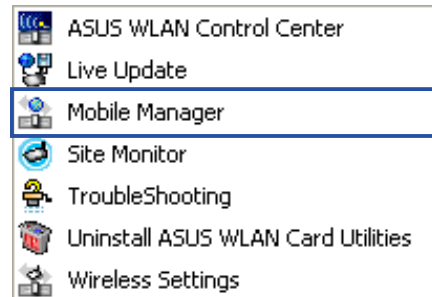 ASUS WLAN Control Center
Live Update
Mobile Manager
Site Monitor
TroubleShooting
Uninstall ASUS WLAN Card Utilities
Wireless Settings